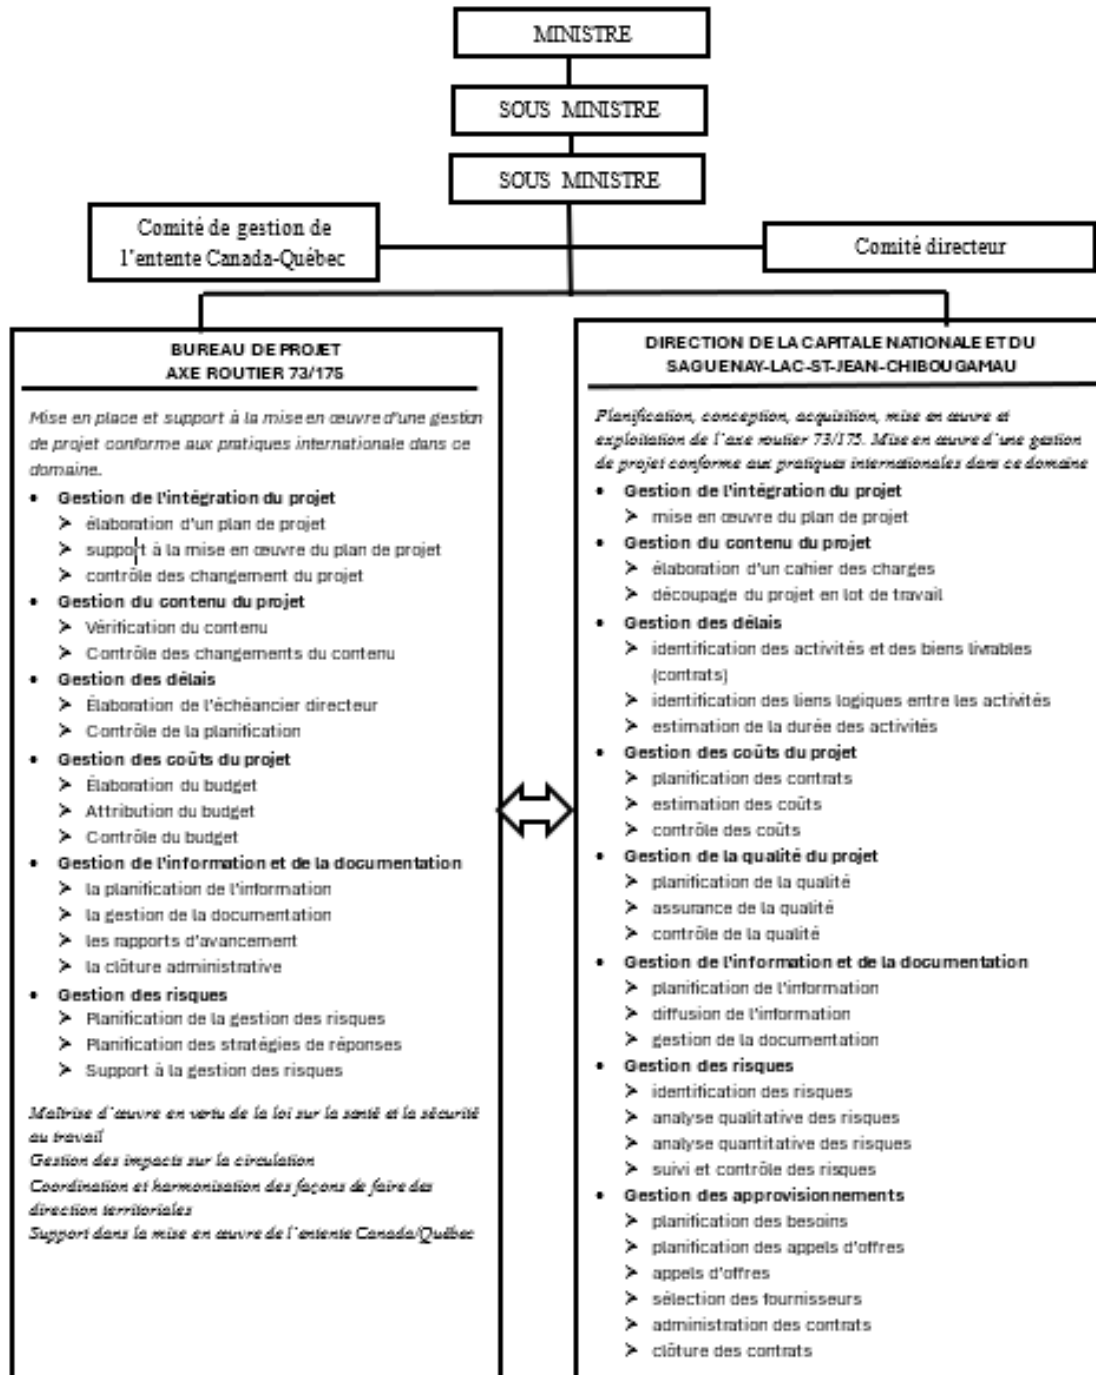 MINISTRE
SOUS MINISTRE
SOUS MINISTRE
Comité de gestion de
l'entente Canada-Québec
Comité directeur
BUREAU DE PROJET
AXE ROUTIER 73/175
Mise en place et support à la mise en œuvre d'une gestion
de projet conforme aux pratiques internationale dans ce
domaine.
• Gestion de l'intégration du projet
➢ élaboration d'un plan de projet
➢ support à la mise en œuvre du plan de projet
➢ contrôle des changement du projet
• Gestion du contenu du projet
➢ Vérification du contenu
➢ Contrôle des changements du contenu
• Gestion des délais
➢ Élaboration de l'échéancier directeur
➢ Contrôle de la planification
• Gestion des coûts du projet
➢ Élaboration du budget
➢ Attribution du budget
➢ Contrôle du budget
• Gestion de l'information et de la documentation
➢ la planification de l'information
➢ la gestion de la documentation
➢ les rapports d'avancement
➢ la clôture administrative
• Gestion des risques
➢ Planification de la gestion des risques
➢ Planification des stratégies de réponses
➢ Support à la gestion des risques
Maîtrise d'œuvre en vertu de la loi sur la santé et la sécurité
au travail
Gestion des impacts sur la circulation
Coordination et harmonisation des façons de faire des
direction territoriales
Support dans la mise en œuvre de l'entente Canada/Québec
DIRECTION DE LA CAPITALE NATIONALE ET DU
SAGUENAY-LAC-ST-JEAN-CHIBOUGAMAU
Planification, conception, acquisition, mise en œuvre et
exploitation de l'axe routier 73/175. Mise en œuvre d'une gestion
de projet conforme aux pratiques internationales dans ce domaine
• Gestion de l'intégration du projet
➢ mise en œuvre du plan de projet
• Gestion du contenu du projet
➢ élaboration d'un cahier des charges
➢ découpage du projet en lot de travail
• Gestion des délais
➢ identification des activités et des biens livrables
(contrats)
➢ identification des liens logiques entre les activités
➢ estimation de la durée des activités
• Gestion des coûts du projet
➢ planification des contrats
➢ estimation des coûts
➢ contrôle des coûts
• Gestion de la qualité du projet
➢ planification de la qualité
➢ assurance de la qualité
➢ contrôle de la qualité
• Gestion de l'information et de la documentation
➢ planification de l'information
➢ diffusion de l'information
➢ gestion de la documentation
• Gestion des risques
➢ identification des risques
➢ analyse qualitative des risques
➢ analyse quantitative des risques
➢ suivi et contrôle des risques
• Gestion des approvisionnements
➢ planification des besoins
➢ planification des appels d'offres
➢ appels d'offres
➢ sélection des fournisseurs
➢ administration des contrats
➢ clôture des contrats